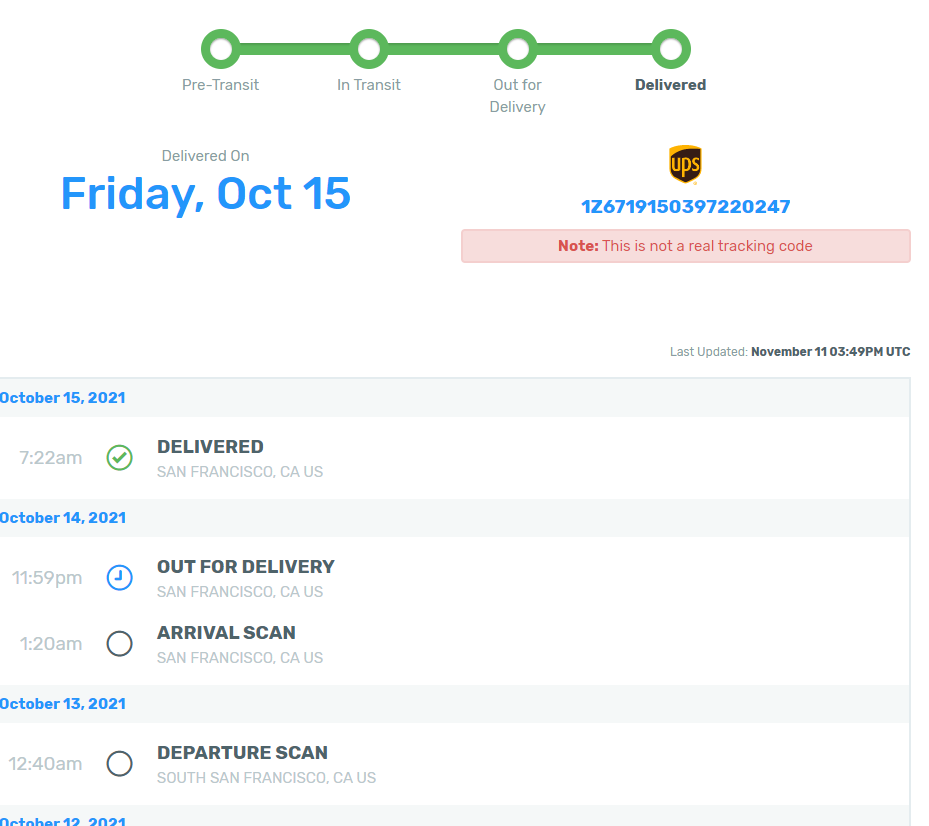 Pre-Transit
In Transit
Out for
Delivery
Delivered
Delivered On
Friday, Oct 15
ups
1Z6719150397220247
Note: This is not a real tracking code
Last Updated: November 11 03:49PM UTC
October 15, 2021
7:22am
DELIVERED
SAN FRANCISCO, CA US
October 14, 2021
11:59pm
OUT FOR DELIVERY
SAN FRANCISCO, CA US
1:20am
ARRIVAL SCAN
SAN FRANCISCO, CA US
October 13, 2021
12:40am
DEPARTURE SCAN
SOUTH SAN FRANCISCO, CA US
October 12, 2021